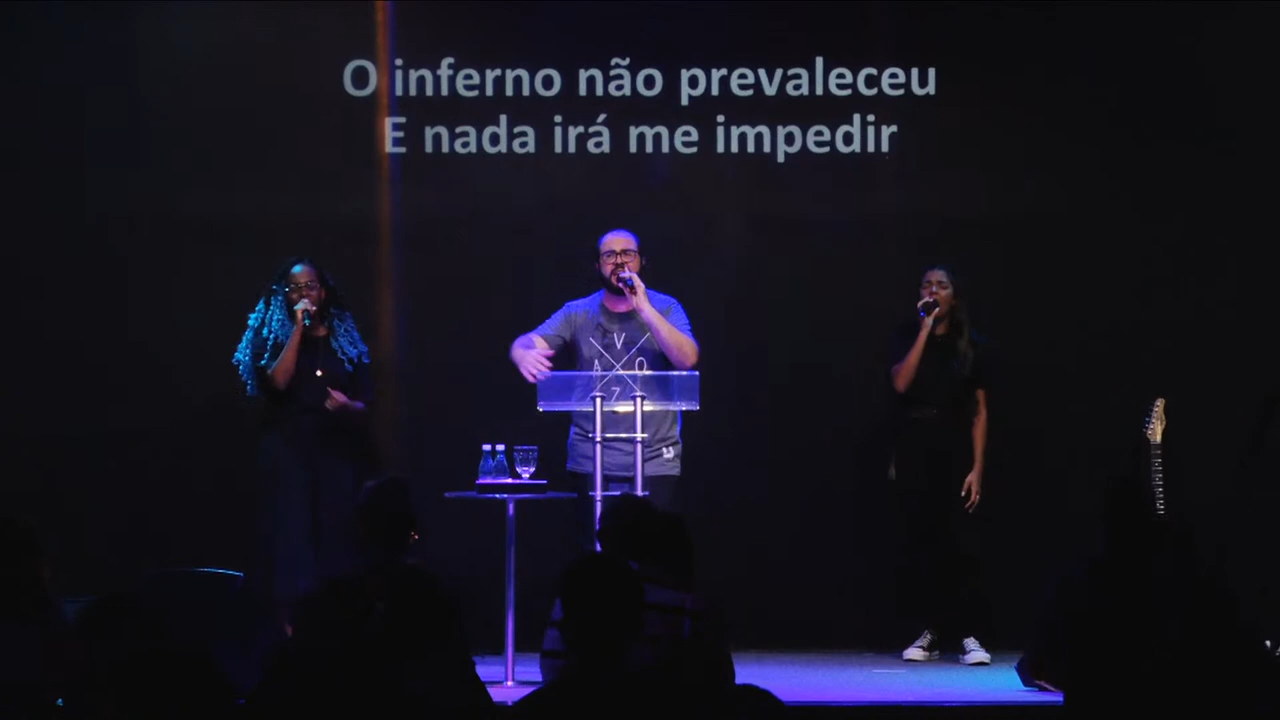 O inferno não prevaleceu
E nada irá me impedir
V
A O
Z